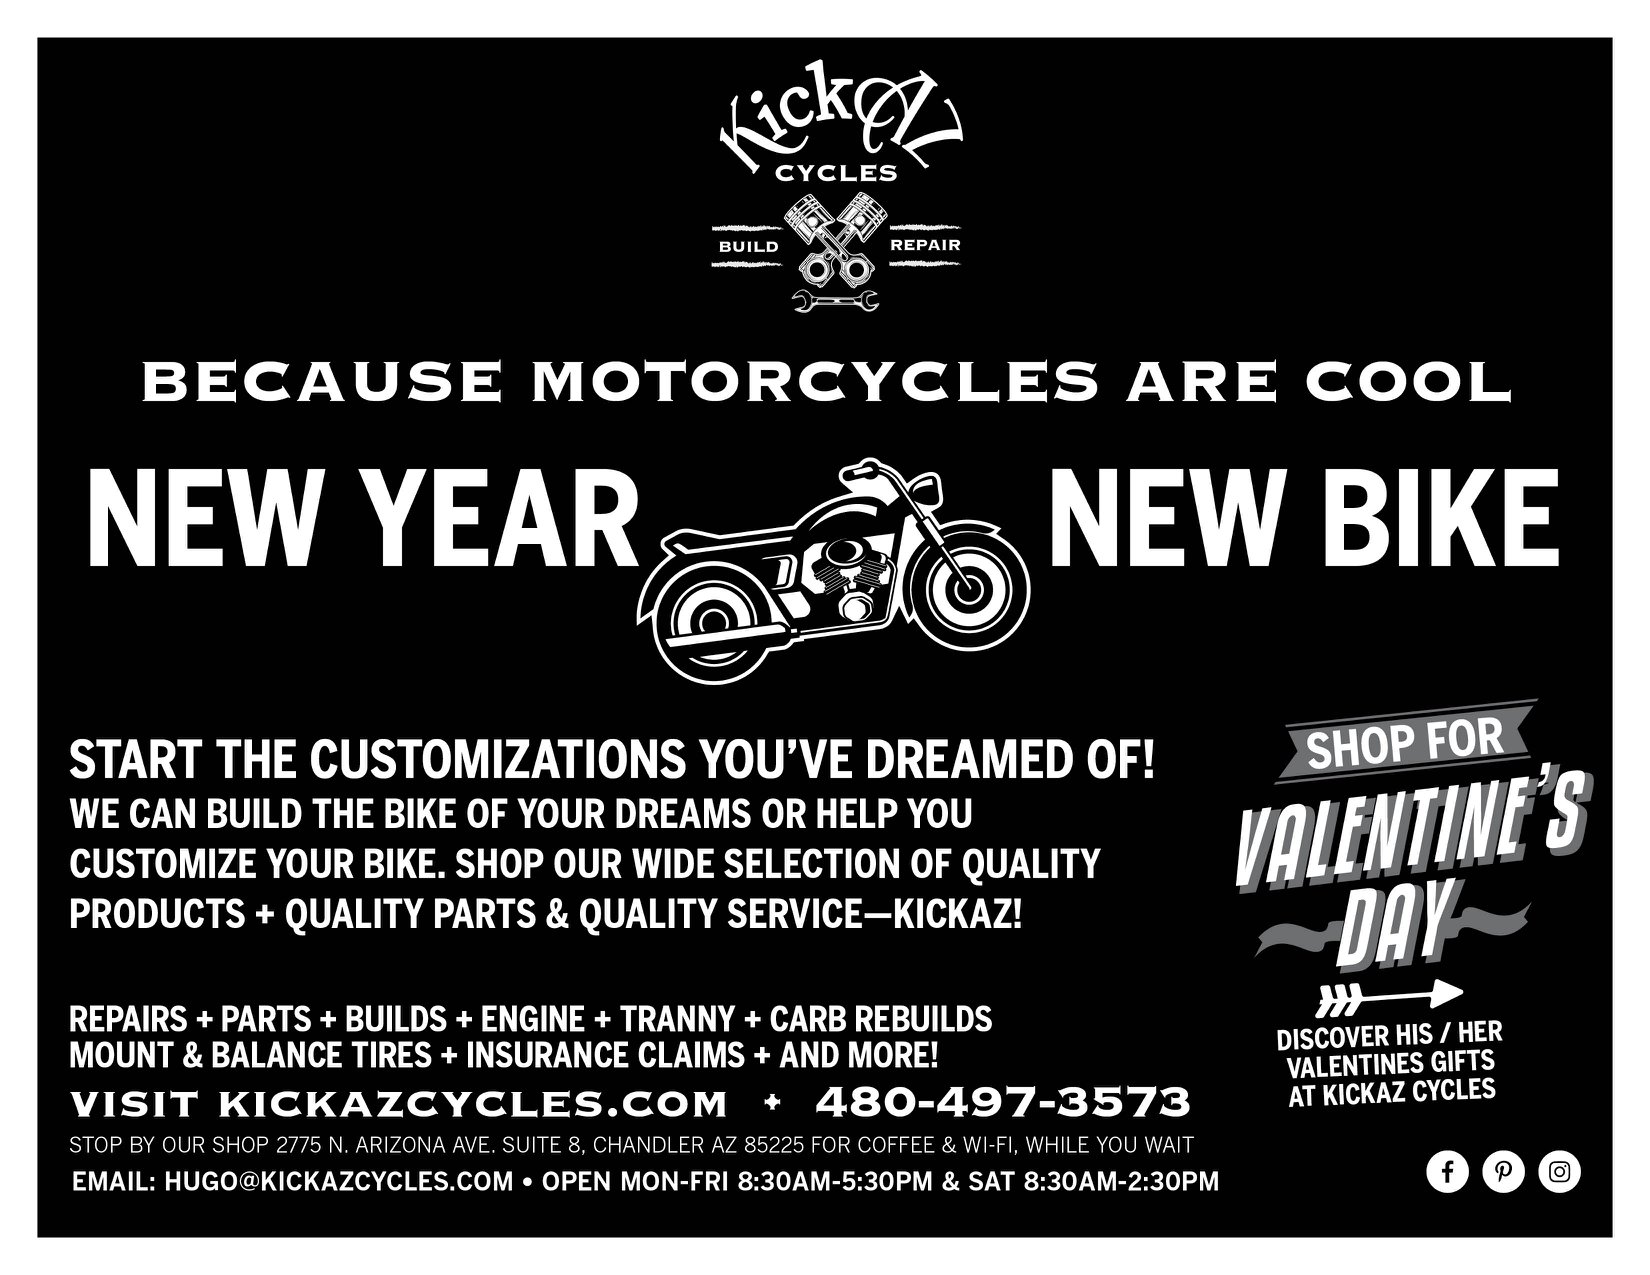 KickAZ
CYCLES
BUILD REPAIR
BECAUSE MOTORCYCLES ARE COOL
NEW YEAR NEW BIKE
START THE CUSTOMIZATIONS YOU'VE DREAMED OF!
WE CAN BUILD THE BIKE OF YOUR DREAMS OR HELP YOU
CUSTOMIZE YOUR BIKE. SHOP OUR WIDE SELECTION OF QUALITY
PRODUCTS + QUALITY PARTS & QUALITY SERVICE—KICKAZ!
REPAIRS + PARTS + BUILDS + ENGINE + TRANNY + CARB REBUILDS
MOUNT & BALANCE TIRES + INSURANCE CLAIMS + AND MORE!
VISIT KICKAZCYCLES.COM + 480-497-3573
STOP BY OUR SHOP 2775 N. ARIZONA AVE. SUITE 8, CHANDLER AZ 85225 FOR COFFEE & WI-FI, WHILE YOU WAIT
EMAIL: HUGO@KICKAZCYCLES.COM • OPEN MON-FRI 8:30AM-5:30PM & SAT 8:30AM-2:30PM
SHOP FOR
VALENTINE'S
DAY
DISCOVER HIS / HER
VALENTINES GIFTS
AT KICKAZ CYCLES